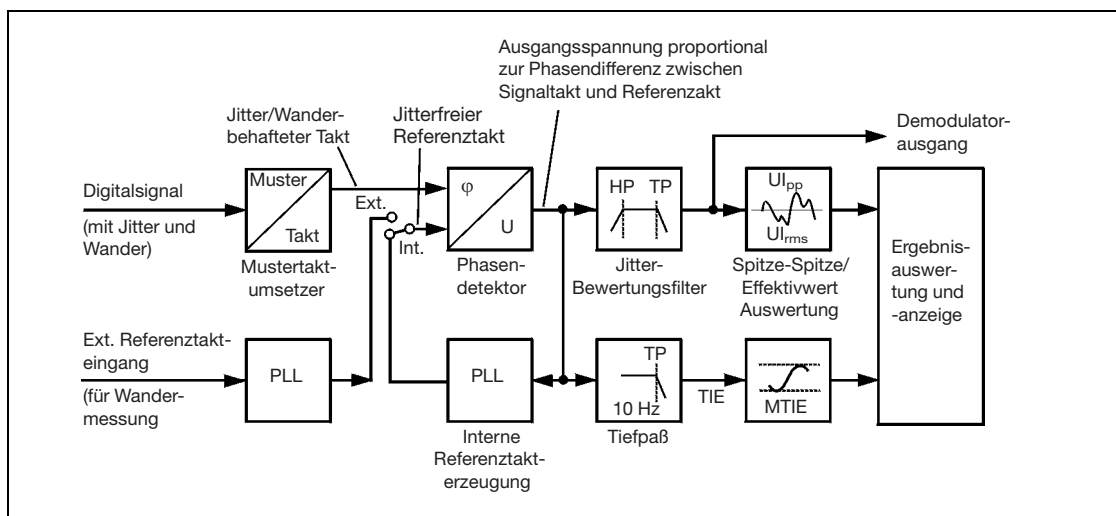 Ausgangsspannung proportional
zur Phasendifferenz zwischen
Signaltakt und Referenzakt
Jitter/Wander-
behafteter Takt
Jitterfreier
Referenztakt
Demodulator-
ausgang
Digitalsignal
(mit Jitter und
Wander)
Muster
Takt
Mustertakt-
umsetzer
Ext.
Int.
φ
U
Phasen-
detektor
HP TP
Jitter-
Bewertungsfilter
UIpp
UIrms
Spitze-Spitze/
Effektivwert
Auswertung
Ergebnis-
auswer-
tung und
-anzeige
Ext. Referenztakt-
eingang
(für Wander-
messung
PLL
PLL
Interne
Referenztakt-
erzeugung
TP
10 Hz
Tiefpaß
TIE
MTIE